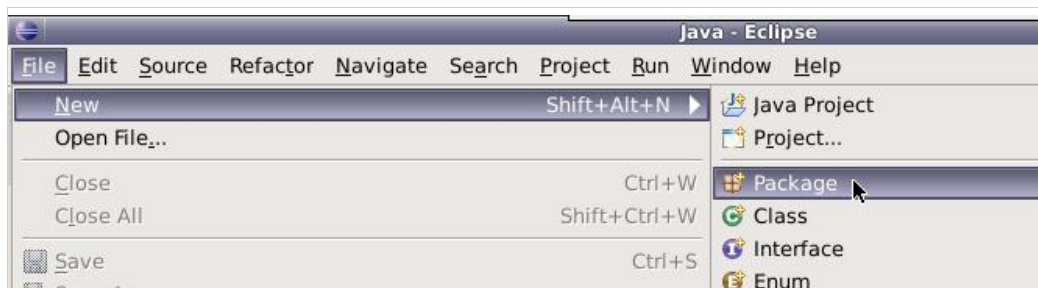 Java - Eclipse
File Edit Source Refactor Navigate Search Project Run Window Help
New Shift+Alt+N
Open File...
Close Ctrl+W
Close All Shift+Ctrl+W
Save Ctrl+S
Java Project
Project...
Package
Class
Interface
Enum